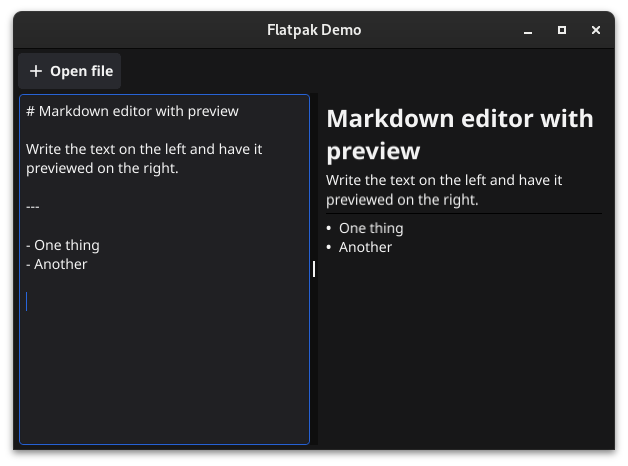 Flatpak Demo
+ Open file
# Markdown editor with preview
Write the text on the left and have it
previewed on the right.
---
- One thing
- Another
Markdown editor with
preview
Write the text on the left and have it
previewed on the right.
• One thing
• Another